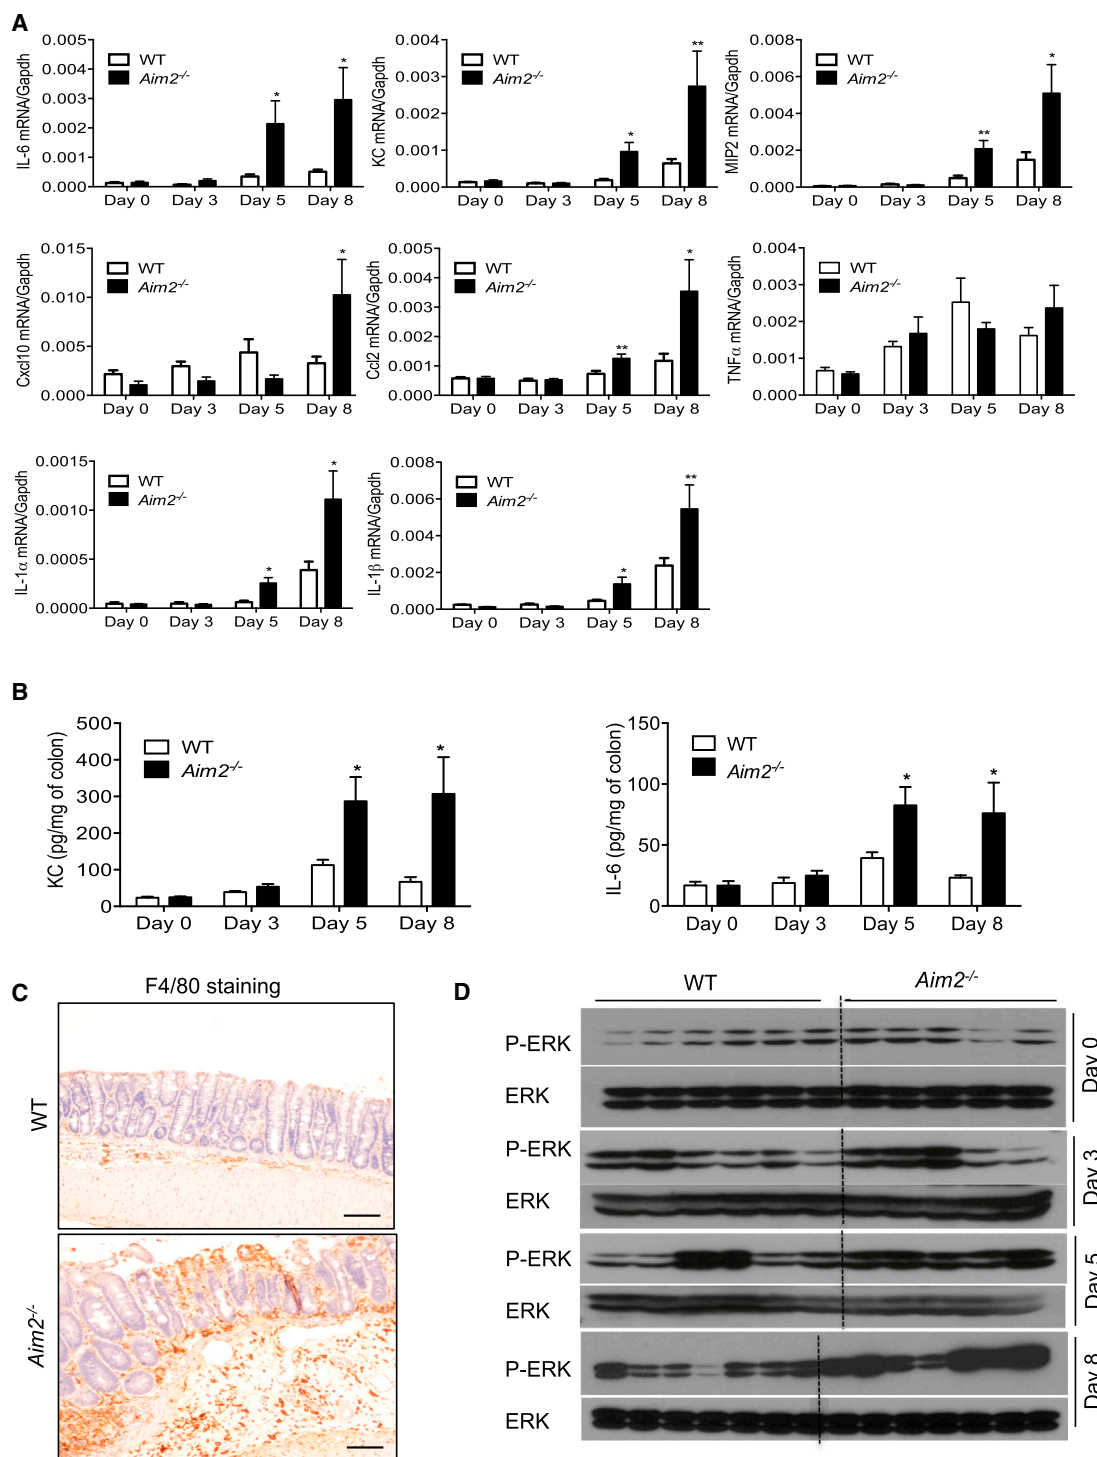 A
IL-6 mRNA/Gapdh
0.005
0.004
0.003
0.002
0.001
0.000
WT
Aim2-/-
*
*
Day 0 Day 3 Day 5 Day 8
KC mRNA/Gapdh
0.004
0.003
0.002
0.001
0.000
WT
Aim2-/-
*
**
Day 0 Day 3 Day 5 Day 8
MIP2 mRNA/Gapdh
0.008
0.006
0.004
0.002
0.000
WT
Aim2-/-
**
*
Day 0 Day 3 Day 5 Day 8
Cxcl10 mRNA/Gapdh
0.015
0.010
0.005
0.000
WT
Aim2-/-
*
Day 0 Day 3 Day 5 Day 8
Ccl2 mRNA/Gapdh
0.005
0.004
0.003
0.002
0.001
0.000
WT
Aim2-/-
**
*
Day 0 Day 3 Day 5 Day 8
TNFα mRNA/Gapdh
0.004
0.003
0.002
0.001
0.000
WT
Aim2-/-
Day 0 Day 3 Day 5 Day 8
IL-1α mRNA/Gapdh
0.0015
0.0010
0.0005
0.0000
WT
Aim2-/-
*
*
Day 0 Day 3 Day 5 Day 8
IL-1β mRNA/Gapdh
0.008
0.006
0.004
0.002
0.000
WT
Aim2-/-
*
**
Day 0 Day 3 Day 5 Day 8
B
KC (pg/mg of colon)
500
400
300
200
100
0
WT
Aim2-/-
*
*
Day 0 Day 3 Day 5 Day 8
IL-6 (pg/mg of colon)
150
100
50
0
WT
Aim2-/-
*
*
Day 0 Day 3 Day 5 Day 8
C
F4/80 staining
WT
Aim2-/-
D
WT Aim2-/-
P-ERK
ERK
Day 0
P-ERK
ERK
Day 3
P-ERK
ERK
Day 5
P-ERK
ERK
Day 8